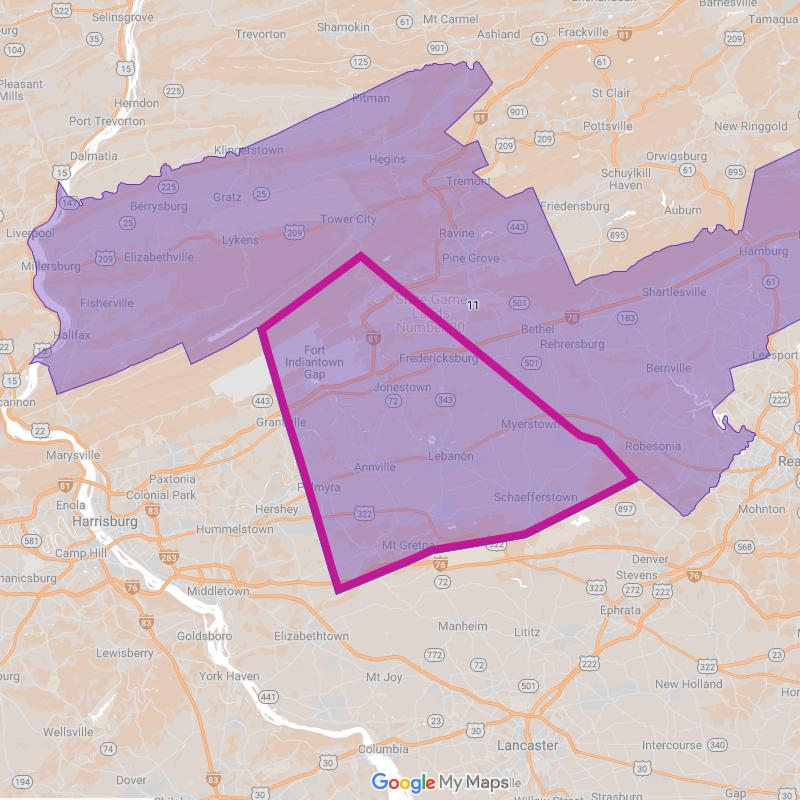 Selinsgrove
522
Mt Carmel
Barnesville
Shamokin
61
Tamaqua
35
Trevorton
Ashland
61
Frackville
81
209
104
901
15
125
61
Pleasant
Mills
225
St Clair
Herndon
Pitman
901
Port Trevorton
81
Pottsville
New Ringgold
209
209
Klingerstown
Dalmatia
Hegins
Orwigsburg
15
61
895
Schuylkill
Haven
225
Tremont
25
Gratz
147
Berrysburg
Friedensburg
Auburn
25
Tower City
443
Liverpool
209
Ravine
895
Lykens
Hamburg
209
Elizabethville
Pine Grove
Millersburg
61
Shartlesville
Fisherville
State Game
Lands
Number 80
11
501
78
183
Halifax
81
Bethel
Rehrersburg
22
15
Fort
Indiantown
Gap
Fredericksburg
501
Leesport
Bernville
15
Jonestown
443
72
343
222
Grantville
Myerstown
22
Robesonia
Marysville
Lebanon
Annville
Paxtonia
81
Palmyra
Colonial Park
Schaefferstown
Enola
83
Hershey
322
897
Mohnton
Harrisburg
Hummelstown
581
Mt Gretna
322
568
Camp Hill
283
Denver
76
Stevens
76
76
72
322
272
222
Middletown
Ephrata
83
Manheim
Lititz
Goldsboro
Elizabethtown
772
222
23
Lewisberry
72
322
York Haven
Mt Joy
501
New Holland
441
23
Wellsville
30
74
Columbia
Lancaster
Intercourse
340
30
30
194
Dover
83
Google My Maps
Gap
30
Strasburg